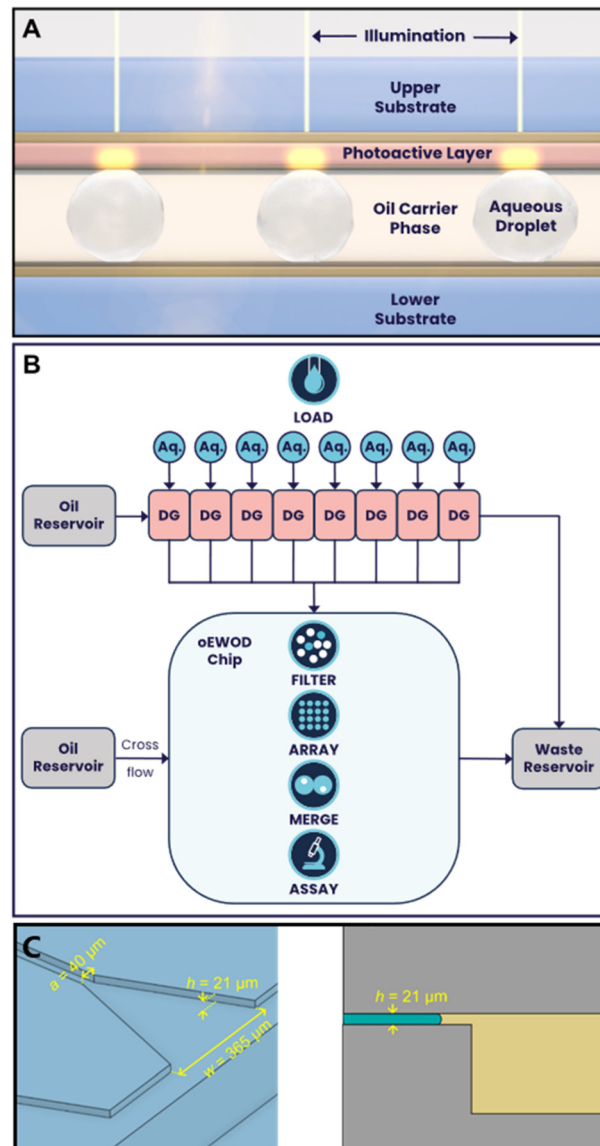 A
Illumination
Upper
Substrate
Photoactive Layer
Oil Carrier
Phase
Aqueous
Droplet
Lower
Substrate
B
LOAD
Aq. Aq. Aq. Aq. Aq. Aq. Aq. Aq.
Oil
Reservoir
DG DG DG DG DG DG DG DG
oEWOD
Chip
FILTER
ARRAY
Oil
Reservoir
Cross
flow
Waste
Reservoir
MERGE
ASSAY
C
a = 40 µm
h = 21 µm
w = 365 µm
h = 21 µm